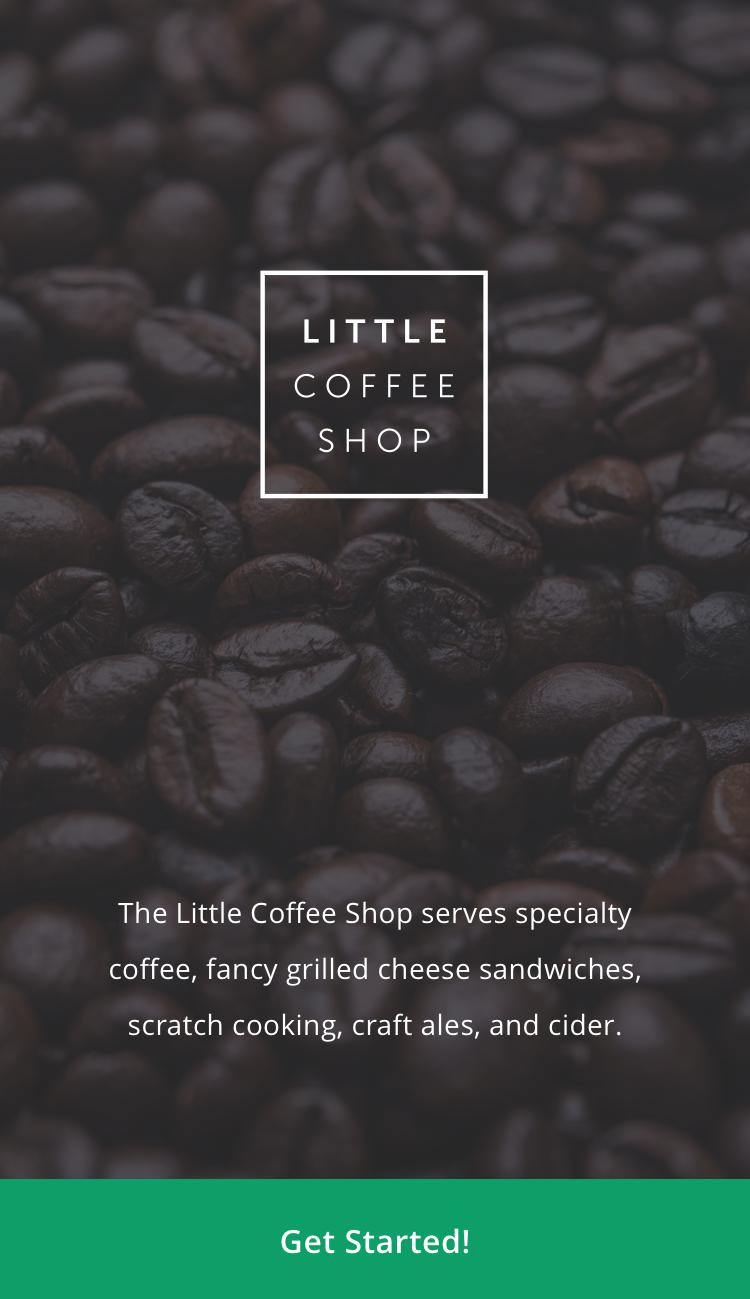 LITTLE
COFFEE
SHOP
The Little Coffee Shop serves specialty
coffee, fancy grilled cheese sandwiches,
scratch cooking, craft ales, and cider.
Get Started!